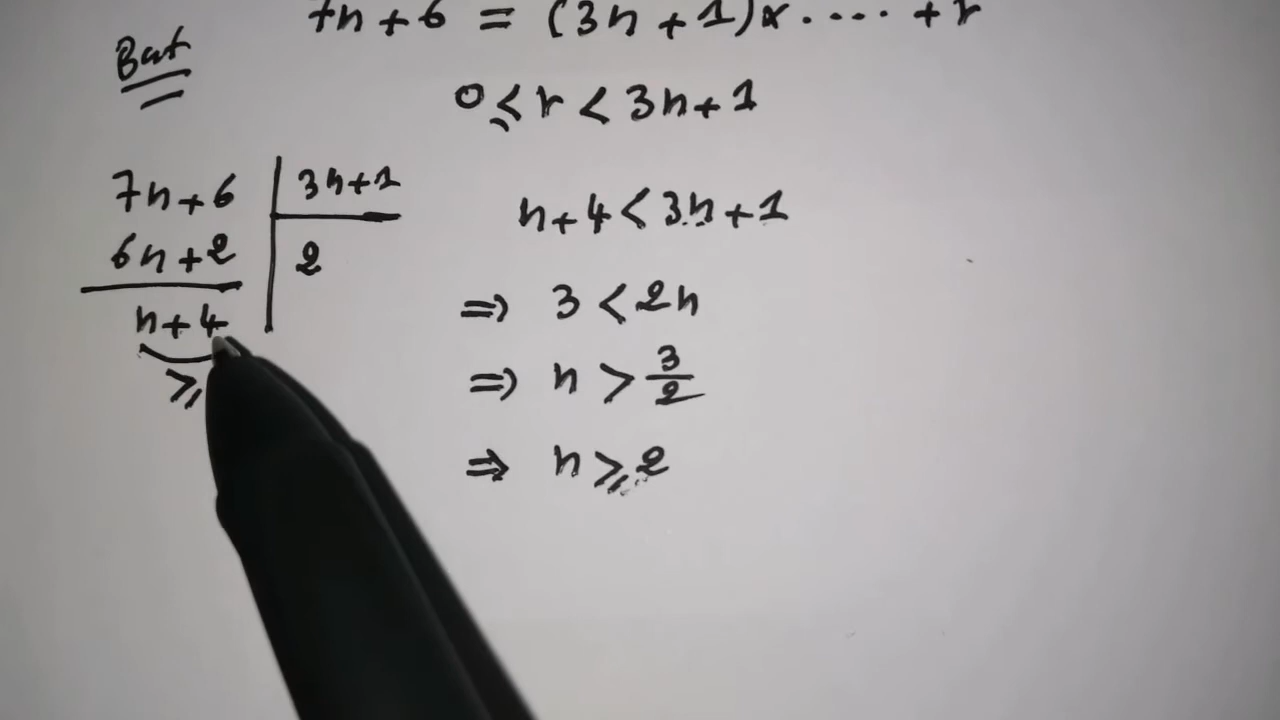 7n+6 = (3n+1)x.....+r
But
0≤r<3n+1
7n+6 | 3n+1
6n+2 | 2
n+4
≥
n+4<3n+1
=> 3<2n
=> n>3/2
=> n≥2